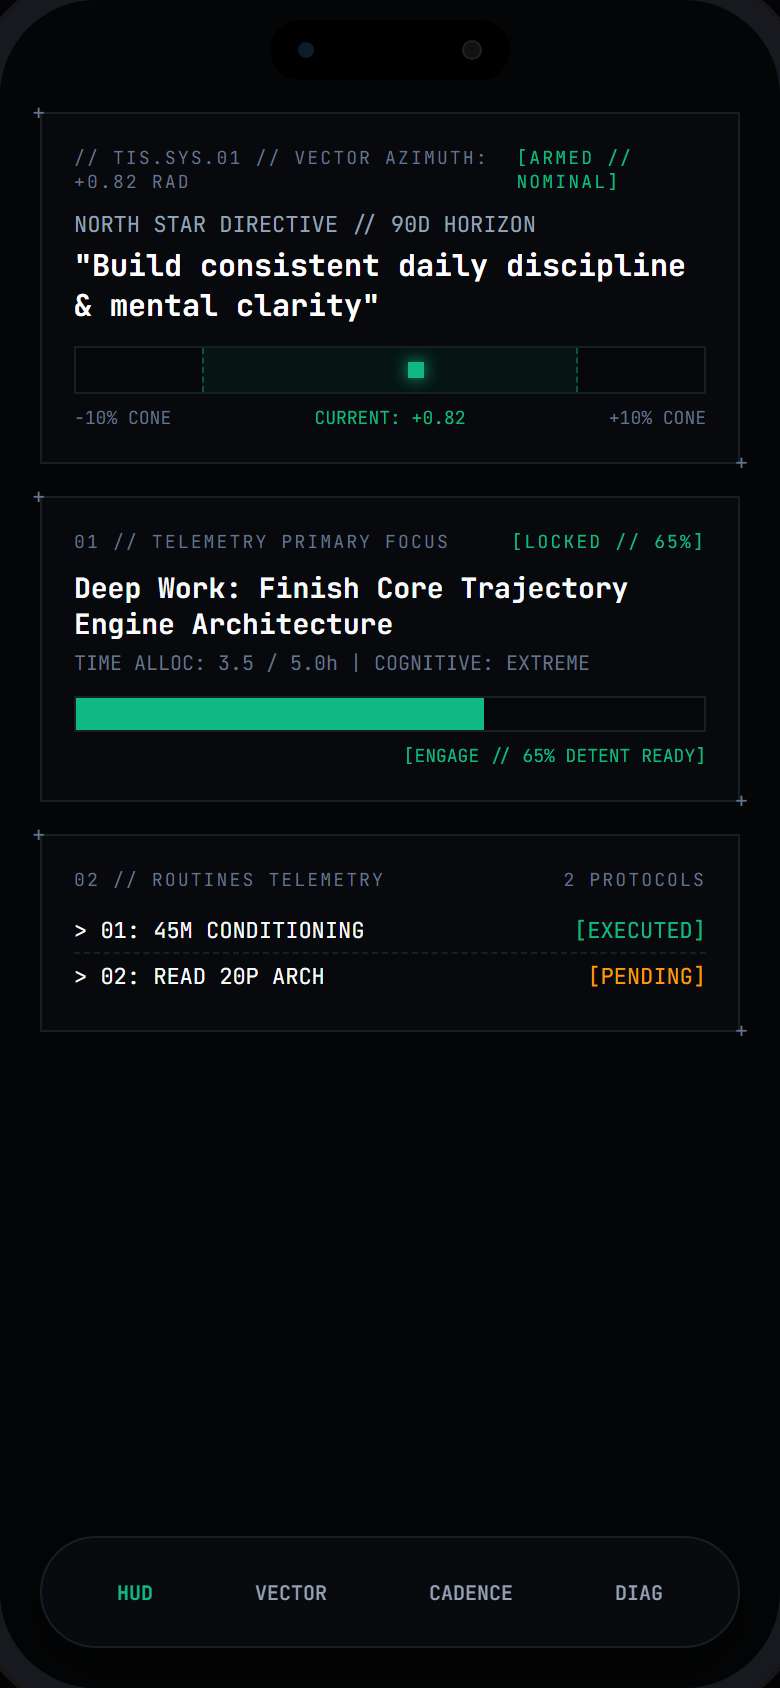 // TIS.SYS.01 // VECTOR AZIMUTH: [ARMED //
+0.82 RAD NOMINAL]
NORTH STAR DIRECTIVE // 90D HORIZON
"Build consistent daily discipline
& mental clarity"
-10% CONE CURRENT: +0.82 +10% CONE
01 // TELEMETRY PRIMARY FOCUS [LOCKED // 65%]
Deep Work: Finish Core Trajectory
Engine Architecture
TIME ALLOC: 3.5 / 5.0h | COGNITIVE: EXTREME
[ENGAGE // 65% DETENT READY]
02 // ROUTINES TELEMETRY 2 PROTOCOLS
> 01: 45M CONDITIONING [EXECUTED]
> 02: READ 20P ARCH [PENDING]
HUD VECTOR CADENCE DIAG